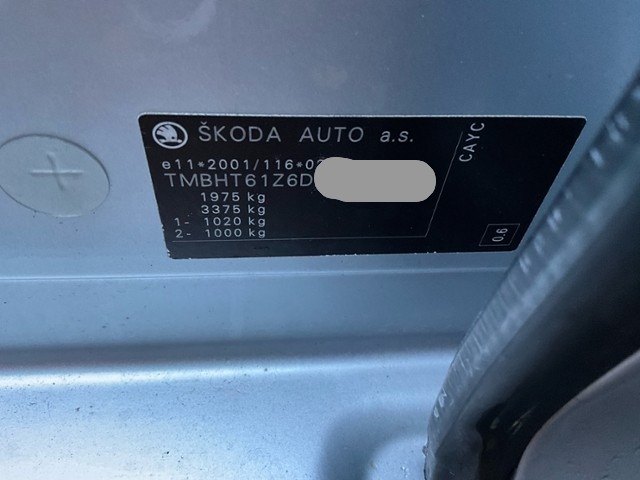 ŠKODA AUTO a.s.
e11*2001/116*0
TMBHT61Z6D
1975 kg
3375 kg
1- 1020 kg
2- 1000 kg
CAYC
0.6